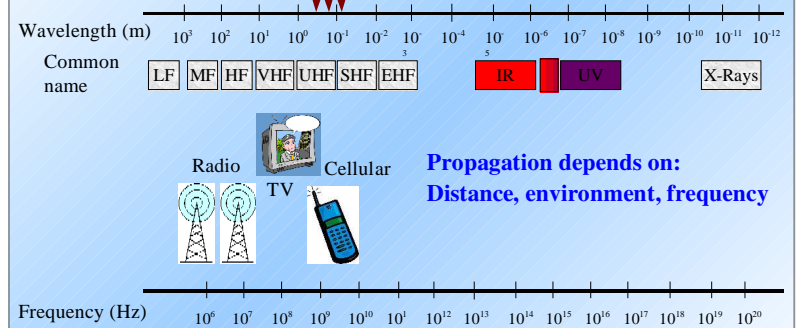 Wavelength (m) 10³ 10² 10¹ 10⁰ 10⁻¹ 10⁻² 10⁻ 3 10⁻⁴ 10⁻ 5 10⁻⁶ 10⁻⁷ 10⁻⁸ 10⁻⁹ 10⁻¹⁰ 10⁻¹¹ 10⁻¹²
Common name
LF MF HF VHF UHF SHF EHF IR UV X-Rays
Radio
TV
Cellular
Propagation depends on:
Distance, environment, frequency
Frequency (Hz) 10⁶ 10⁷ 10⁸ 10⁹ 10¹⁰ 10¹ 10¹² 10¹³ 10¹⁴ 10¹⁵ 10¹⁶ 10¹⁷ 10¹⁸ 10¹⁹ 10²⁰